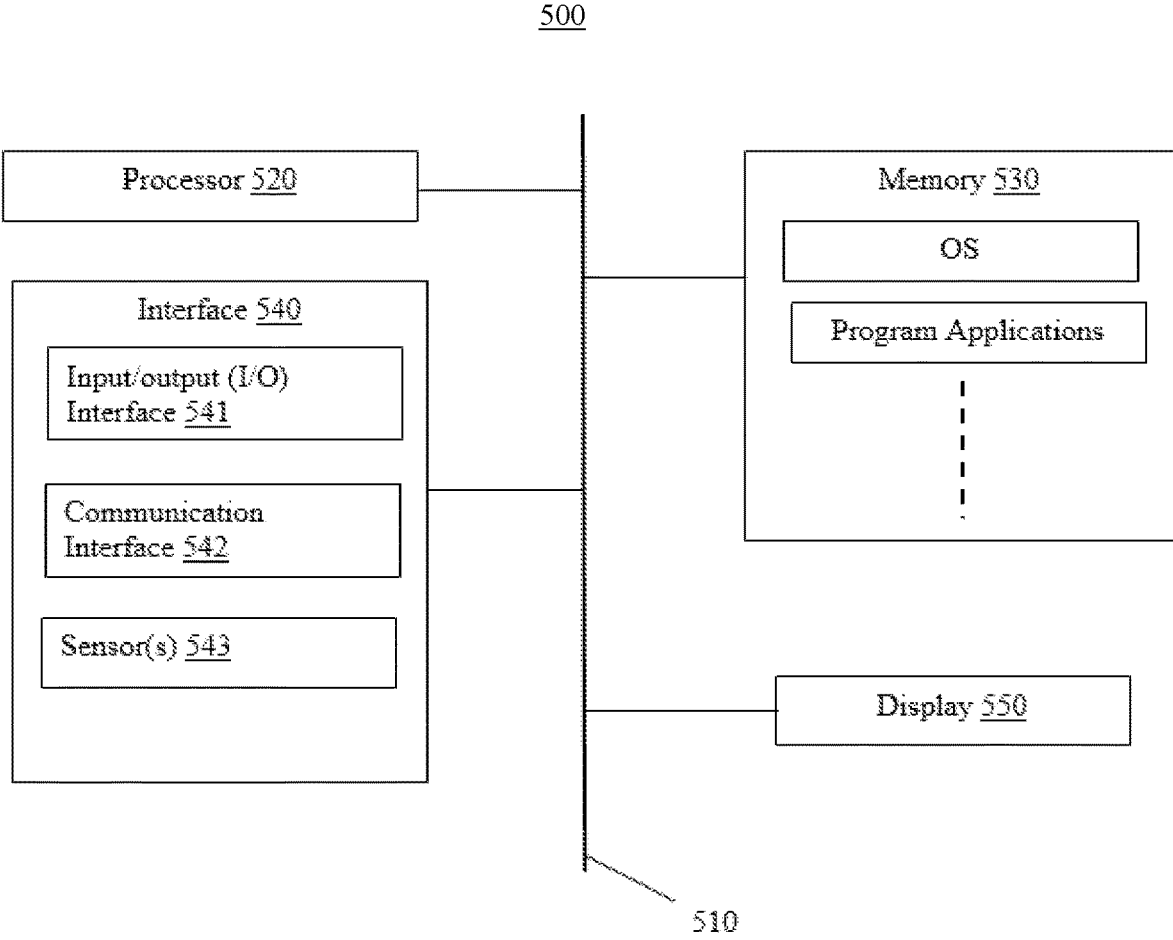 500
Processor 520
Memory 530
OS
Program Applications
Interface 540
Input/output (I/O)
Interface 541
Communication
Interface 542
Sensor(s) 543
Display 550
510